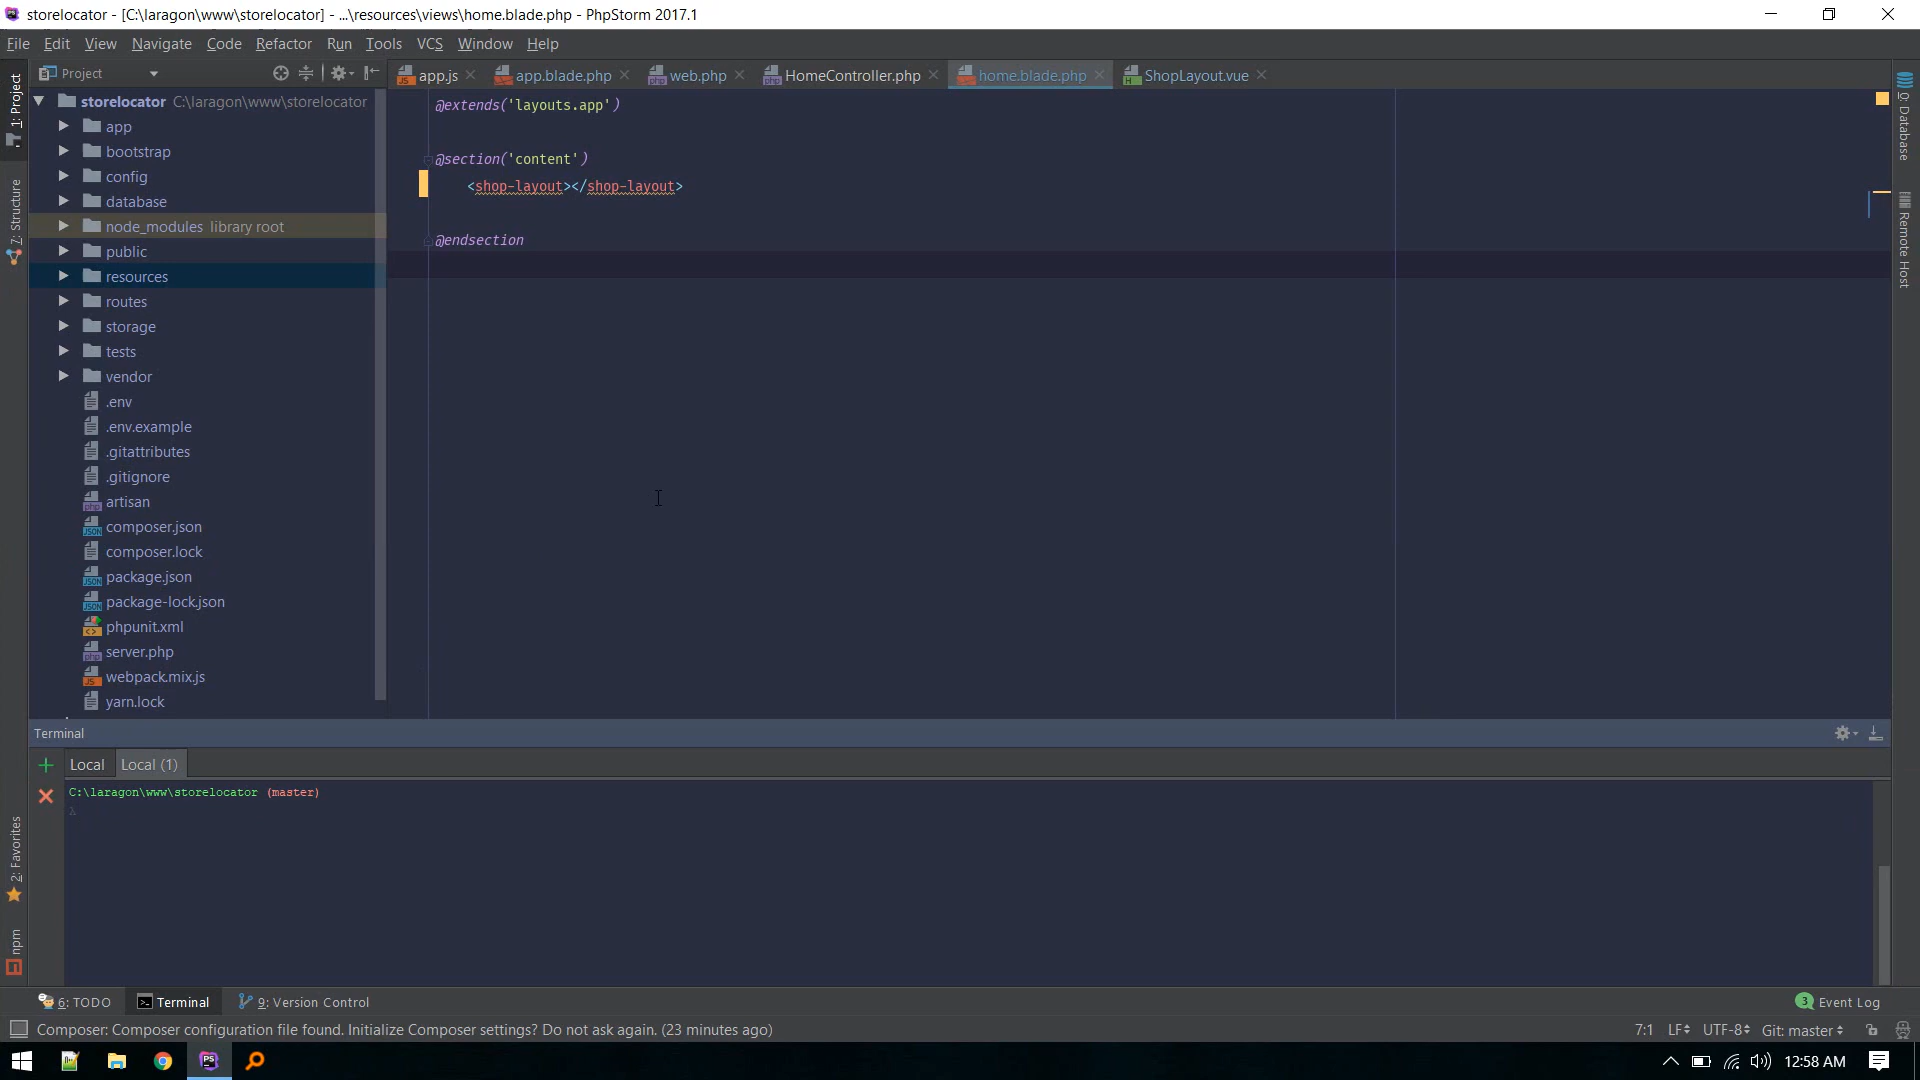 storelocator - [C:\laragon\www\storelocator] - ...\resources\views\home.blade.php - PhpStorm 2017.1
File Edit View Navigate Code Refactor Run Tools VCS Window Help
Project
app.js app.blade.php web.php HomeController.php home.blade.php ShopLayout.vue
1: Project
7: Structure
2: Favorites
npm
storelocator C:\laragon\www\storelocator
app
bootstrap
config
database
node_modules library root
public
resources
routes
storage
tests
vendor
.env
.env.example
.gitattributes
.gitignore
artisan
composer.json
composer.lock
package.json
package-lock.json
phpunit.xml
server.php
webpack.mix.js
yarn.lock
@extends('layouts.app')
@section('content')
<shop-layout></shop-layout>
@endsection
Database
Remote Host
Terminal
Local Local (1)
C:\laragon\www\storelocator (master)
λ
6: TODO Terminal 9: Version Control
3 Event Log
Composer: Composer configuration file found. Initialize Composer settings? Do not ask again. (23 minutes ago)
7:1 LF UTF-8 Git: master
12:58 AM